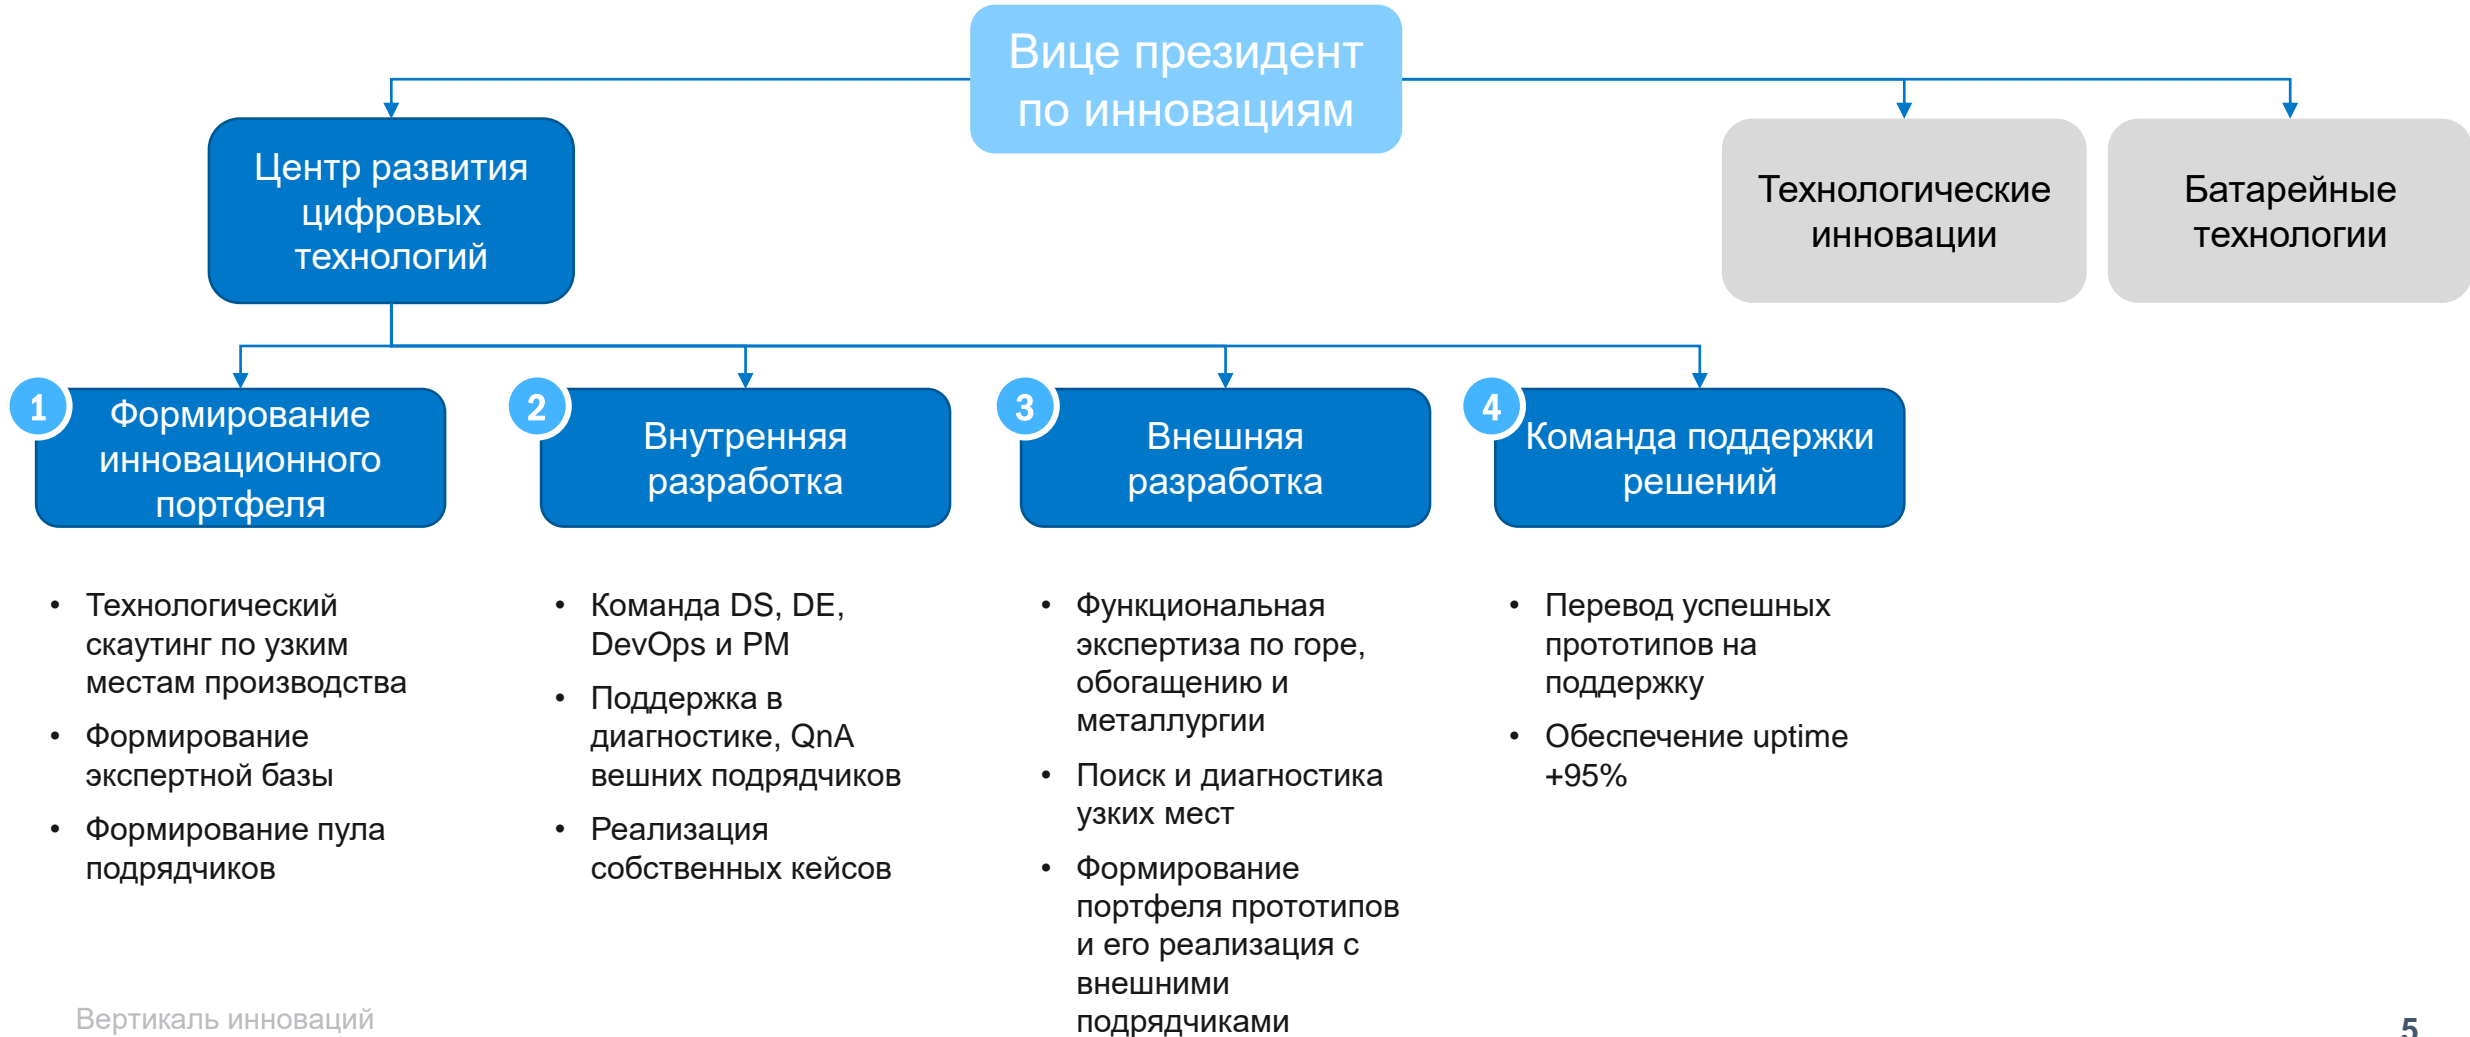 Вице президент
по инновациям
Центр развития
цифровых
технологий
Технологические
инновации
Батарейные
технологии
1
Формирование
инновационного
портфеля
2
Внутренняя
разработка
3
Внешняя
разработка
4
Команда поддержки
решений
• Технологический
скаутинг по узким
местам производства
• Формирование
экспертной базы
• Формирование пула
подрядчиков
• Команда DS, DE,
DevOps и PM
• Поддержка в
диагностике, QnA
вешних подрядчиков
• Реализация
собственных кейсов
• Функциональная
экспертиза по горе,
обогащению и
металлургии
• Поиск и диагностика
узких мест
• Формирование
портфеля прототипов
и его реализация с
внешними
подрядчиками
• Перевод успешных
прототипов на
поддержку
• Обеспечение uptime
+95%
Вертикаль инноваций
5